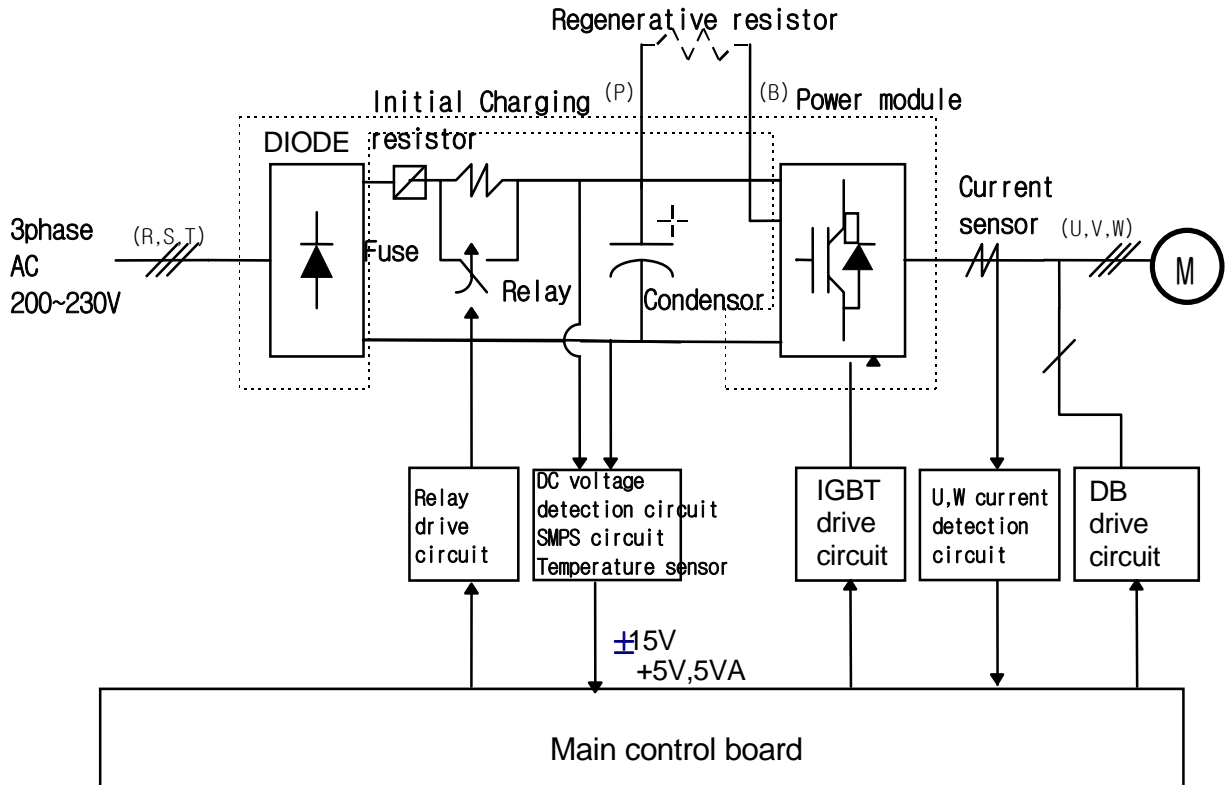 Regenerative resistor
(P)
(B)
Power module
Initial Charging
resistor
DIODE
Fuse
Relay
Condensor
Current
sensor
3phase
AC
200~230V
(R,S,T)
(U,V,W)
M
Relay
drive
circuit
DC voltage
detection circuit
SMPS circuit
Temperature sensor
IGBT
drive
circuit
U,W current
detection
circuit
DB
drive
circuit
±15V
+5V,5VA
Main control board